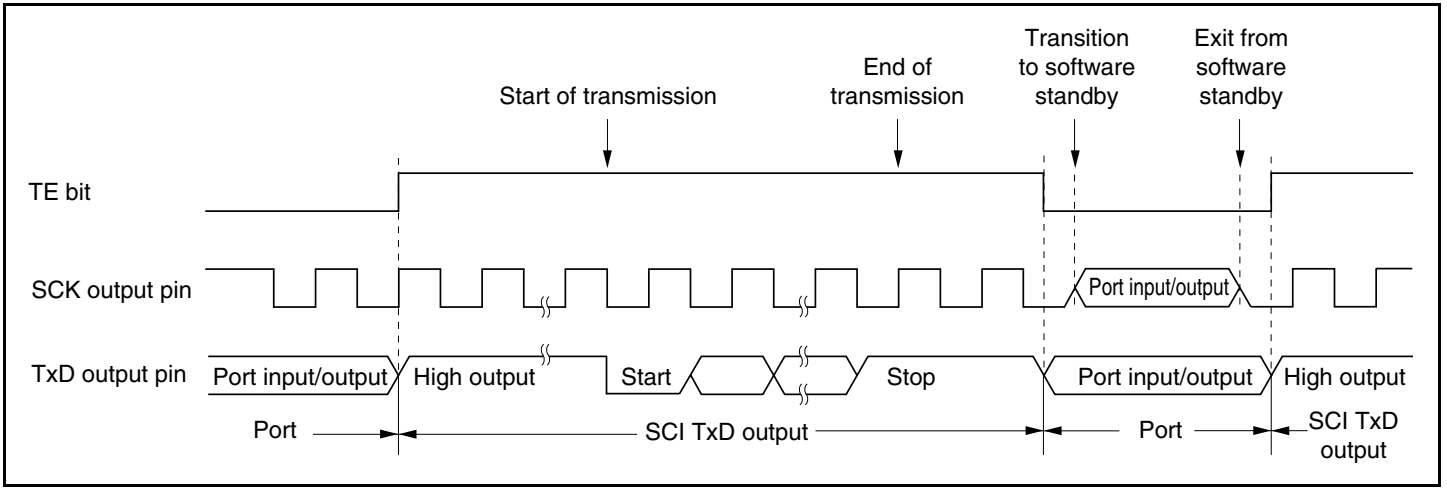 Start of transmission
End of
transmission
Transition
to software
standby
Exit from
software
standby
TE bit
SCK output pin
Port input/output
TxD output pin
Port input/output
High output
Start
Stop
Port input/output
High output
Port
SCI TxD output
Port
SCI TxD
output